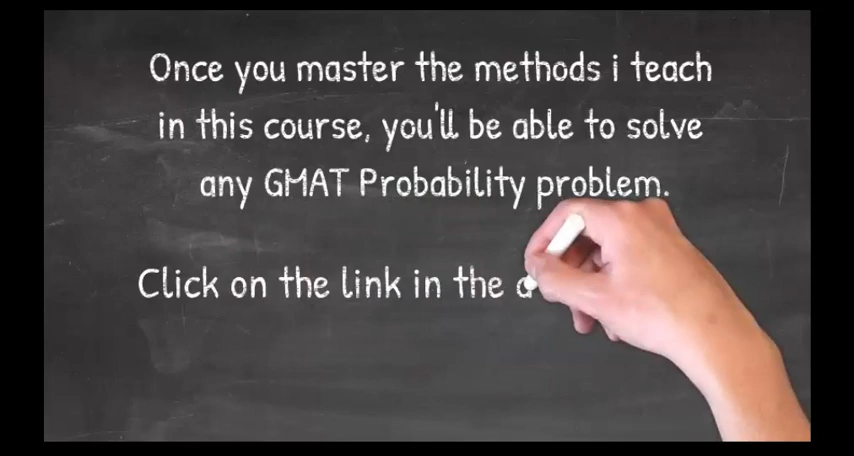 Once you master the methods i teach
in this course, you'll be able to solve
any GMAT Probability problem.
Click on the link in the